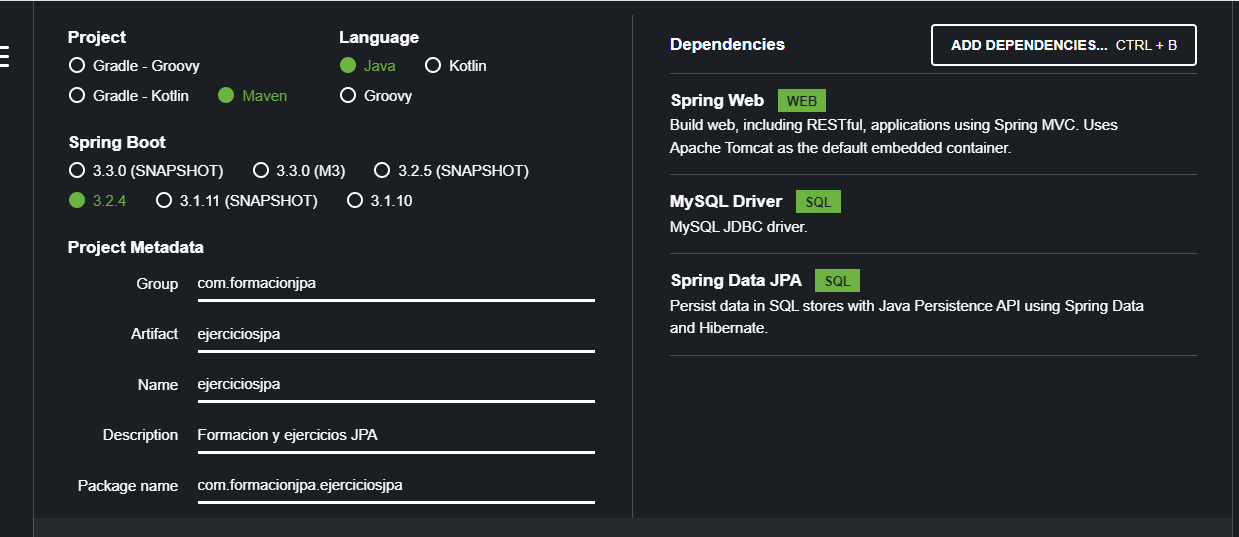 Project
Gradle - Groovy
Gradle - Kotlin Maven
Language
Java Kotlin
Groovy
Spring Boot
3.3.0 (SNAPSHOT) 3.3.0 (M3) 3.2.5 (SNAPSHOT)
3.2.4 3.1.11 (SNAPSHOT) 3.1.10
Project Metadata
Group com.formacionjpa
Artifact ejerciciosjpa
Name ejerciciosjpa
Description Formacion y ejercicios JPA
Package name com.formacionjpa.ejerciciosjpa
Dependencies ADD DEPENDENCIES... CTRL + B
Spring Web WEB
Build web, including RESTful, applications using Spring MVC. Uses
Apache Tomcat as the default embedded container.
MySQL Driver SQL
MySQL JDBC driver.
Spring Data JPA SQL
Persist data in SQL stores with Java Persistence API using Spring Data
and Hibernate.